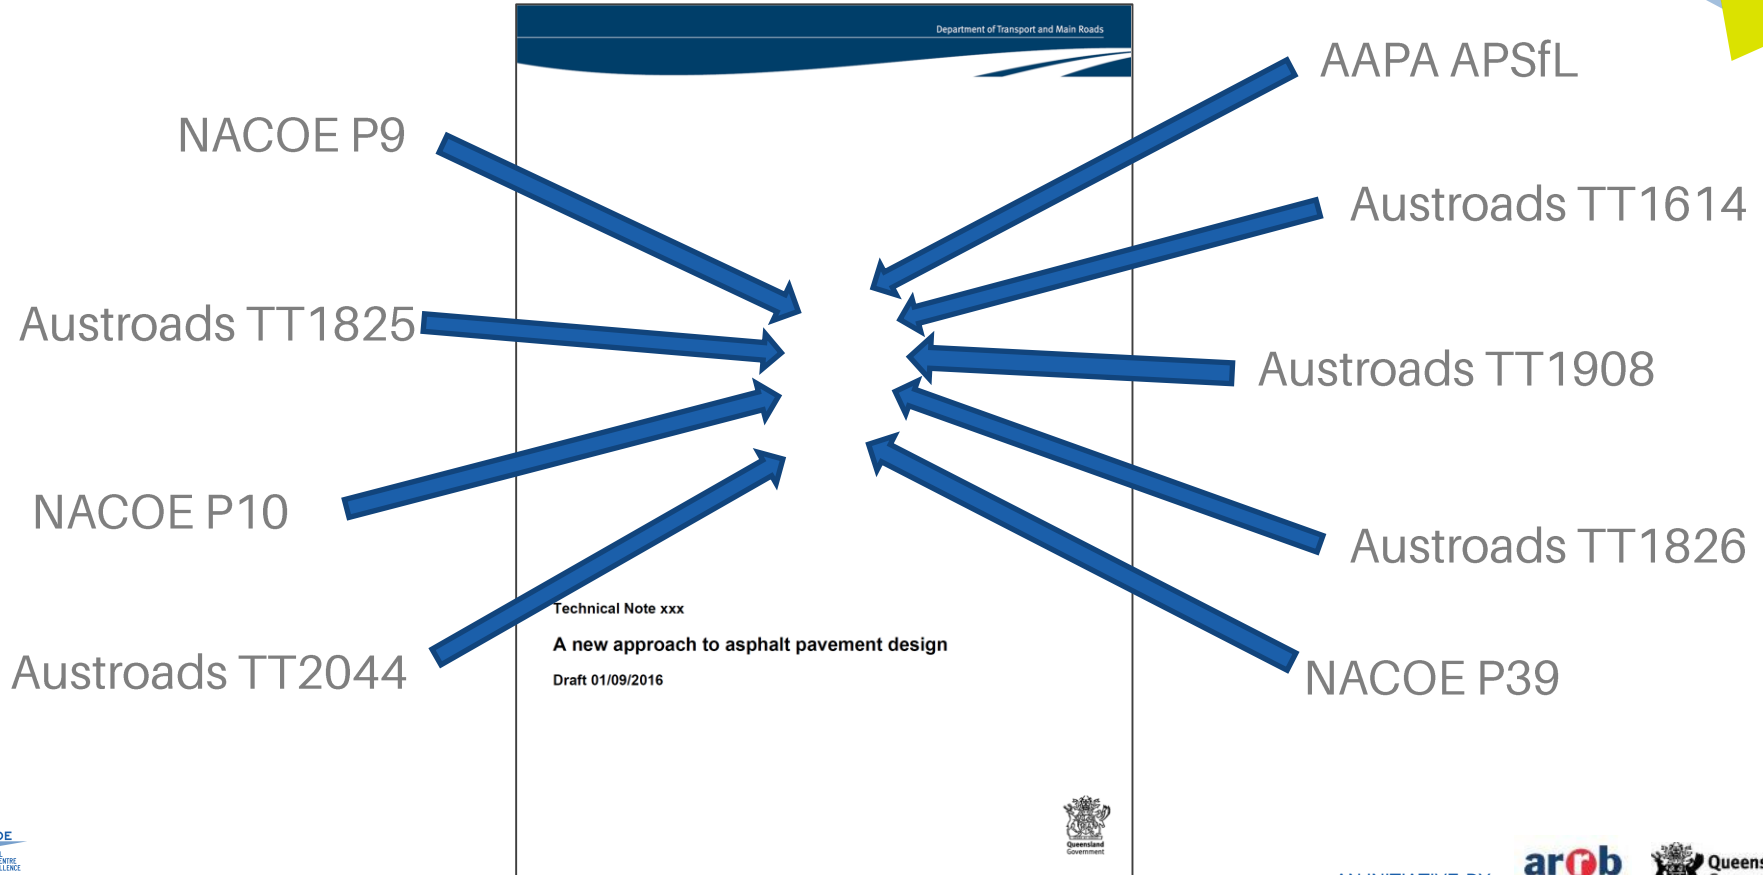 Department of Transport and Main Roads
AAPA APSfL
NACOE P9
Austroads TT1614
Austroads TT1825
Austroads TT1908
NACOE P10
Austroads TT1826
Technical Note xxx
A new approach to asphalt pavement design
Draft 01/09/2016
Austroads TT2044
NACOE P39
Queensland
Government
arrb